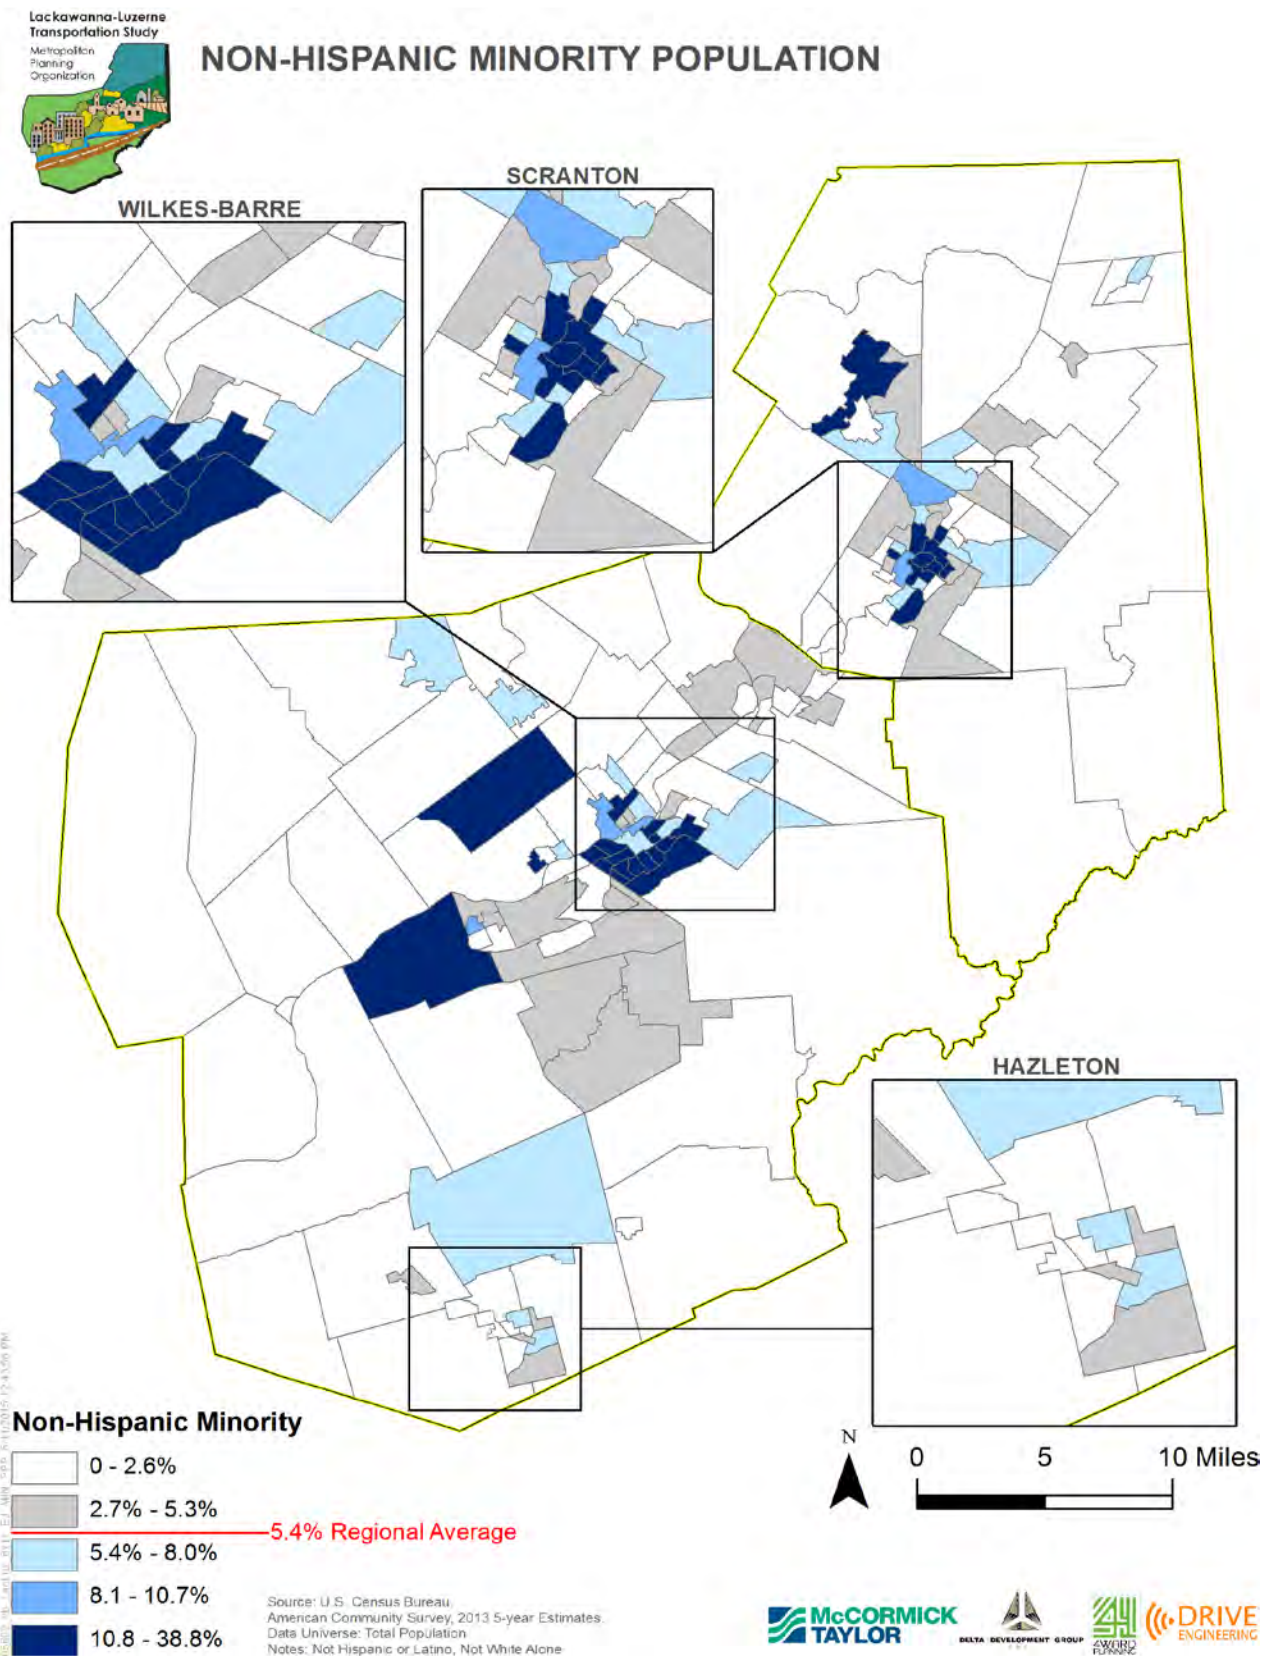 Lackawanna-Luzerne
Transportation Study
Metropolitan
Planning
Organization
NON-HISPANIC MINORITY POPULATION
SCRANTON
WILKES-BARRE
HAZLETON
Non-Hispanic Minority
0 - 2.6%
2.7% - 5.3%
5.4% Regional Average
5.4% - 8.0%
8.1 - 10.7%
10.8 - 38.8%
N
0 5 10 Miles
Source: U.S. Census Bureau,
American Community Survey, 2013 5-year Estimates.
Data Universe: Total Population
Notes: Not Hispanic or Latino, Not White Alone
McCORMICK
TAYLOR
DELTA DEVELOPMENT GROUP
4WARD
PLANNING
DRIVE
ENGINEERING